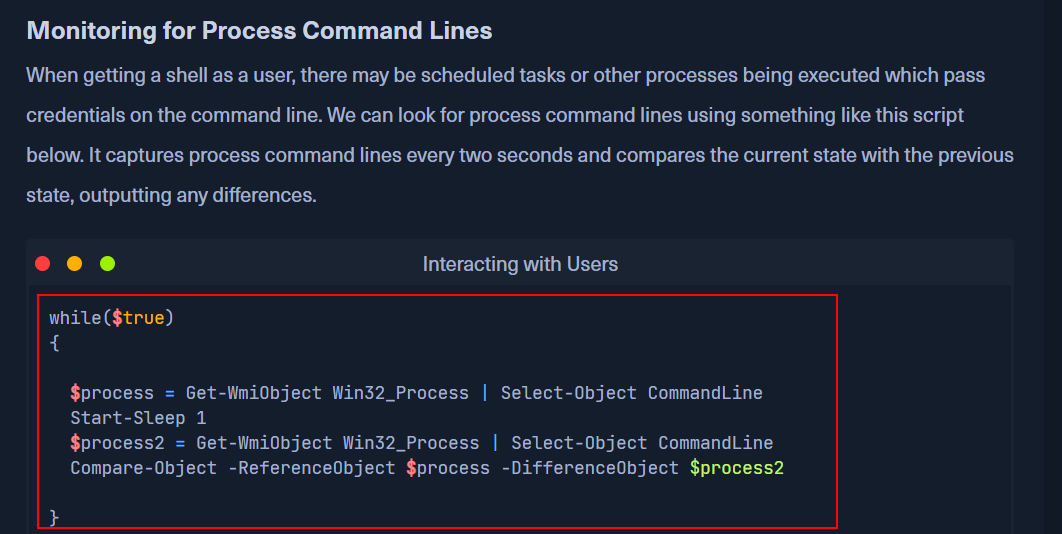 Monitoring for Process Command Lines
When getting a shell as a user, there may be scheduled tasks or other processes being executed which pass
credentials on the command line. We can look for process command lines using something like this script
below. It captures process command lines every two seconds and compares the current state with the previous
state, outputting any differences.
Interacting with Users
while($true)
{
  $process = Get-WmiObject Win32_Process | Select-Object CommandLine
  Start-Sleep 1
  $process2 = Get-WmiObject Win32_Process | Select-Object CommandLine
  Compare-Object -ReferenceObject $process -DifferenceObject $process2
}